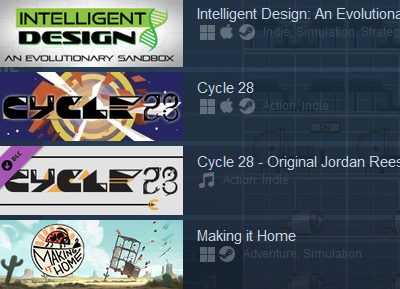 INTELLIGENT
DESIGN
AN EVOLUTIONARY SANDBOX
Intelligent Design: An Evolutiona
Indie, Simulation, Strateg
CYCLE 28
Cycle 28
Action, Indie
DLC
CYCLE 28
Cycle 28 - Original Jordan Rees
Action, Indie
MAKING
IT HOME
Making it Home
Adventure, Simulation